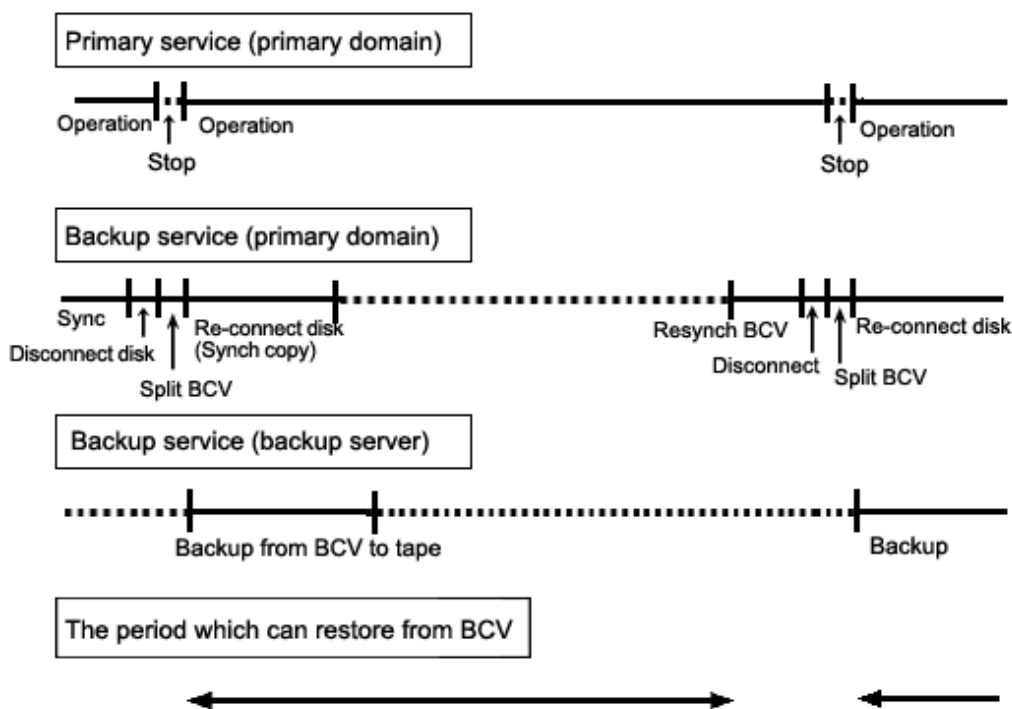 Primary service (primary domain)
Operation
Operation
Operation
Stop
Stop
Backup service (primary domain)
Sync
Re-connect disk
(Synch copy)
Resynch BCV
Re-connect disk
Disconnect disk
Disconnect
Split BCV
Split BCV
Backup service (backup server)
Backup from BCV to tape
Backup
The period which can restore from BCV